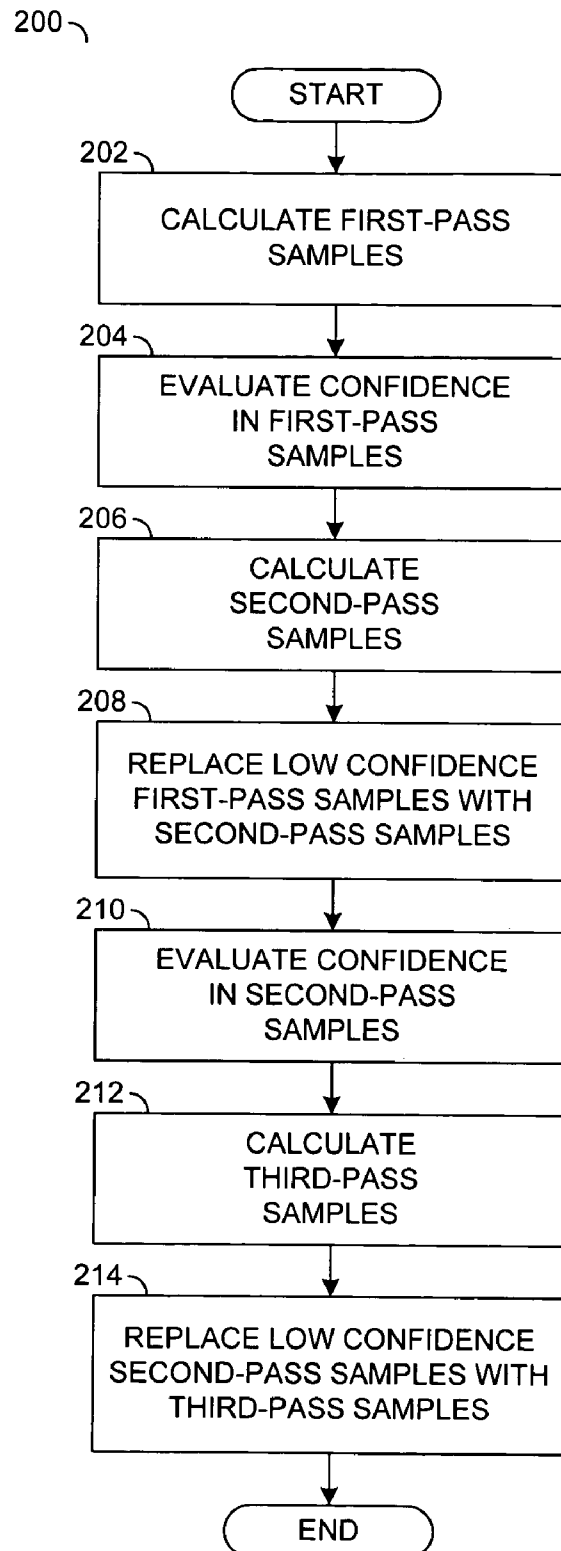 200
START
202
CALCULATE FIRST-PASS
SAMPLES
204
EVALUATE CONFIDENCE
IN FIRST-PASS
SAMPLES
206
CALCULATE
SECOND-PASS
SAMPLES
208
REPLACE LOW CONFIDENCE
FIRST-PASS SAMPLES WITH
SECOND-PASS SAMPLES
210
EVALUATE CONFIDENCE
IN SECOND-PASS
SAMPLES
212
CALCULATE
THIRD-PASS
SAMPLES
214
REPLACE LOW CONFIDENCE
SECOND-PASS SAMPLES WITH
THIRD-PASS SAMPLES
END